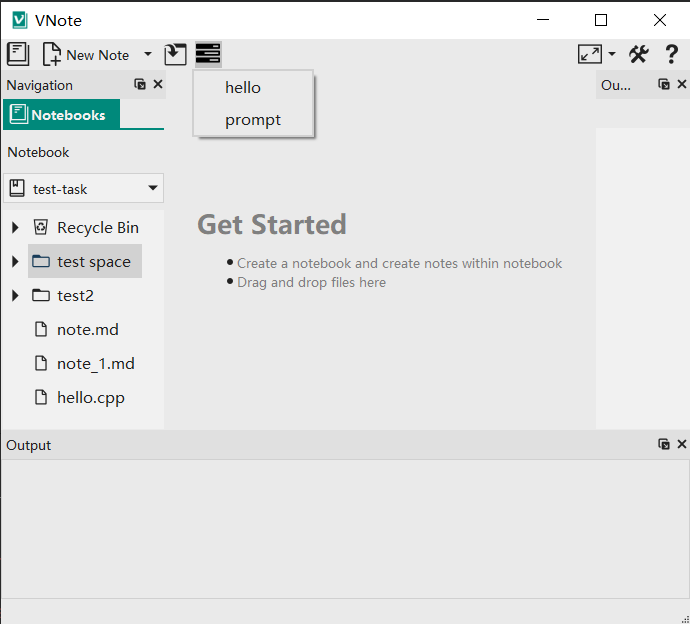 VNote
New Note
hello
prompt
Navigation
Notebooks
Notebook
test-task
Recycle Bin
test space
test2
note.md
note_1.md
hello.cpp
Get Started
Create a notebook and create notes within notebook
Drag and drop files here
Ou...
Output